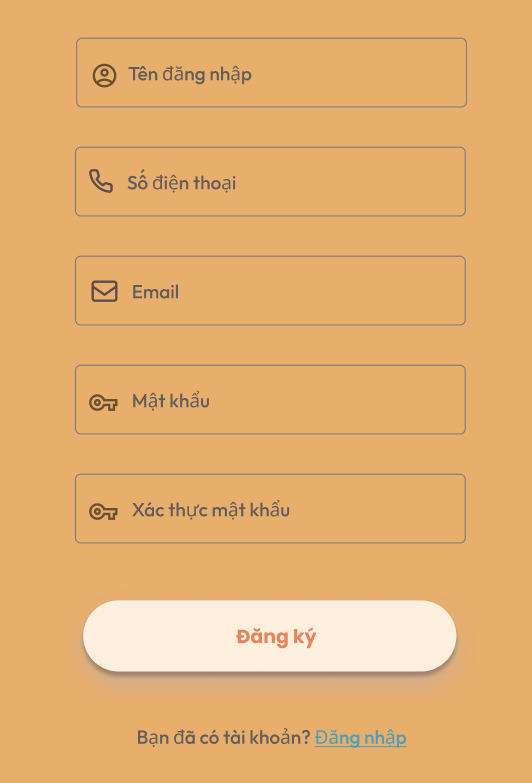 Tên đăng nhập
Số điện thoại
Email
Mật khẩu
Xác thực mật khẩu
Đăng ký
Bạn đã có tài khoản? Đăng nhập